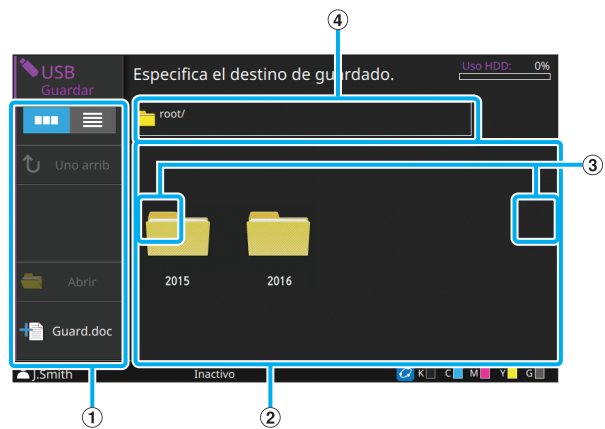 ④
USB
Guardar
Especifica el destino de guardado.
Uso HDD: 0%
root/
Uno arrib
③
2015
2016
Abrir
Guard.doc
J.Smith
Inactivo
K C M Y G
①
②